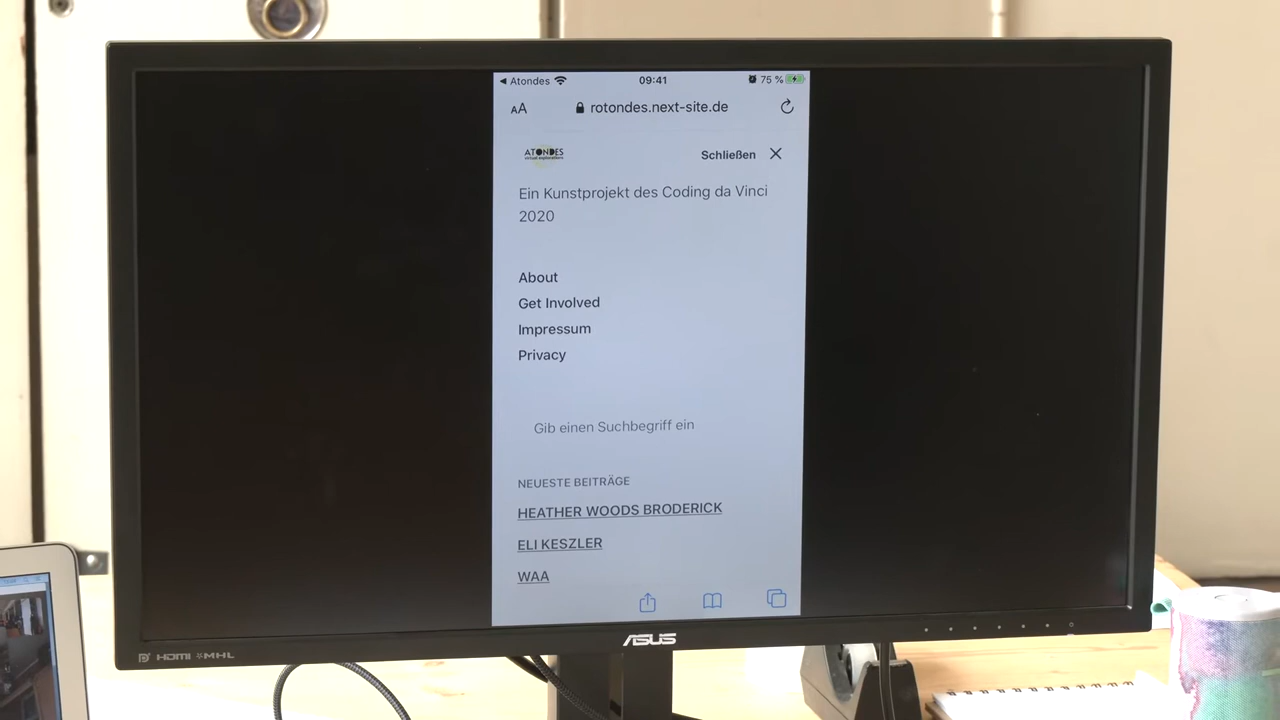 Atondes
09:41
75 %
AA
rotondes.next-site.de
ATONDES
virtual explorations
Schließen
Ein Kunstprojekt des Coding da Vinci
2020
About
Get Involved
Impressum
Privacy
Gib einen Suchbegriff ein
NEUESTE BEITRÄGE
HEATHER WOODS BRODERICK
ELI KESZLER
WAA
HDMI MHL
ASUS